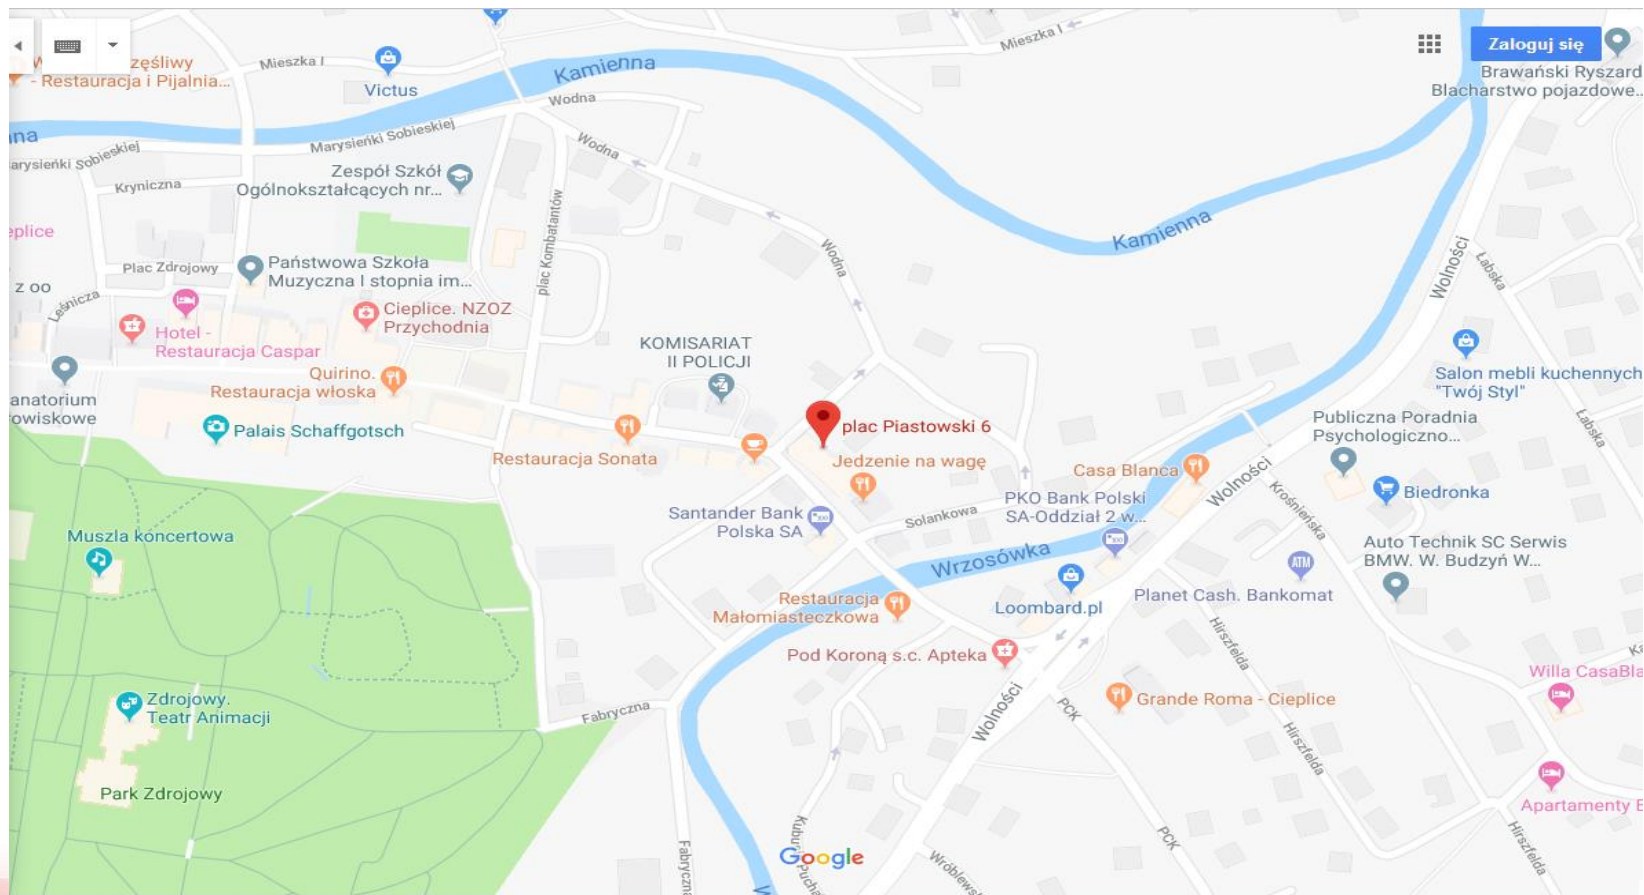 Zaloguj się
Brawański Ryszard
Blacharstwo pojazdowe...
zęśliwy
- Restauracja i Pijalnia...
Mieszka I
Victus
Kamienna
Mieszka I
Wodna
Marysieńki Sobieskiej
Wodna
Zespół Szkół
Ogólnokształcących nr...
Kryniczna
plac Kombatantów
Kamienna
Wolności
Łabska
Wodna
Plac Zdrojowy
Państwowa Szkoła
Muzyczna I stopnia im...
z oo
Leśnicza
Cieplice. NZOZ
Przychodnia
Hotel -
Restauracja Caspar
KOMISARIAT
II POLICJI
Quirino.
Restauracja włoska
Salon mebli kuchennych
"Twój Styl"
Palais Schaffgotsch
Restauracja Sonata
plac Piastowski 6
Jedzenie na wagę
Publiczna Poradnia
Psychologiczno...
Łabska
Casa Blanca
Wolności
Krośnieńska
Biedronka
PKO Bank Polski
SA-Oddział 2 w...
Santander Bank
Polska SA
Solankowa
Muszla koncertowa
Wrzosówka
Auto Technik SC Serwis
BMW. W. Budzyń W...
ATM
Planet Cash. Bankomat
Loombard.pl
Restauracja
Małomiasteczkowa
Pod Koroną s.c. Apteka
Hirszfelda
Willa CasaBla
Grande Roma - Cieplice
Zdrojowy.
Teatr Animacji
Fabryczna
Wolności
PCK
Hirszfelda
Park Zdrojowy
Apartamenty
Fabryczna
PCK
Hirszfelda
Google